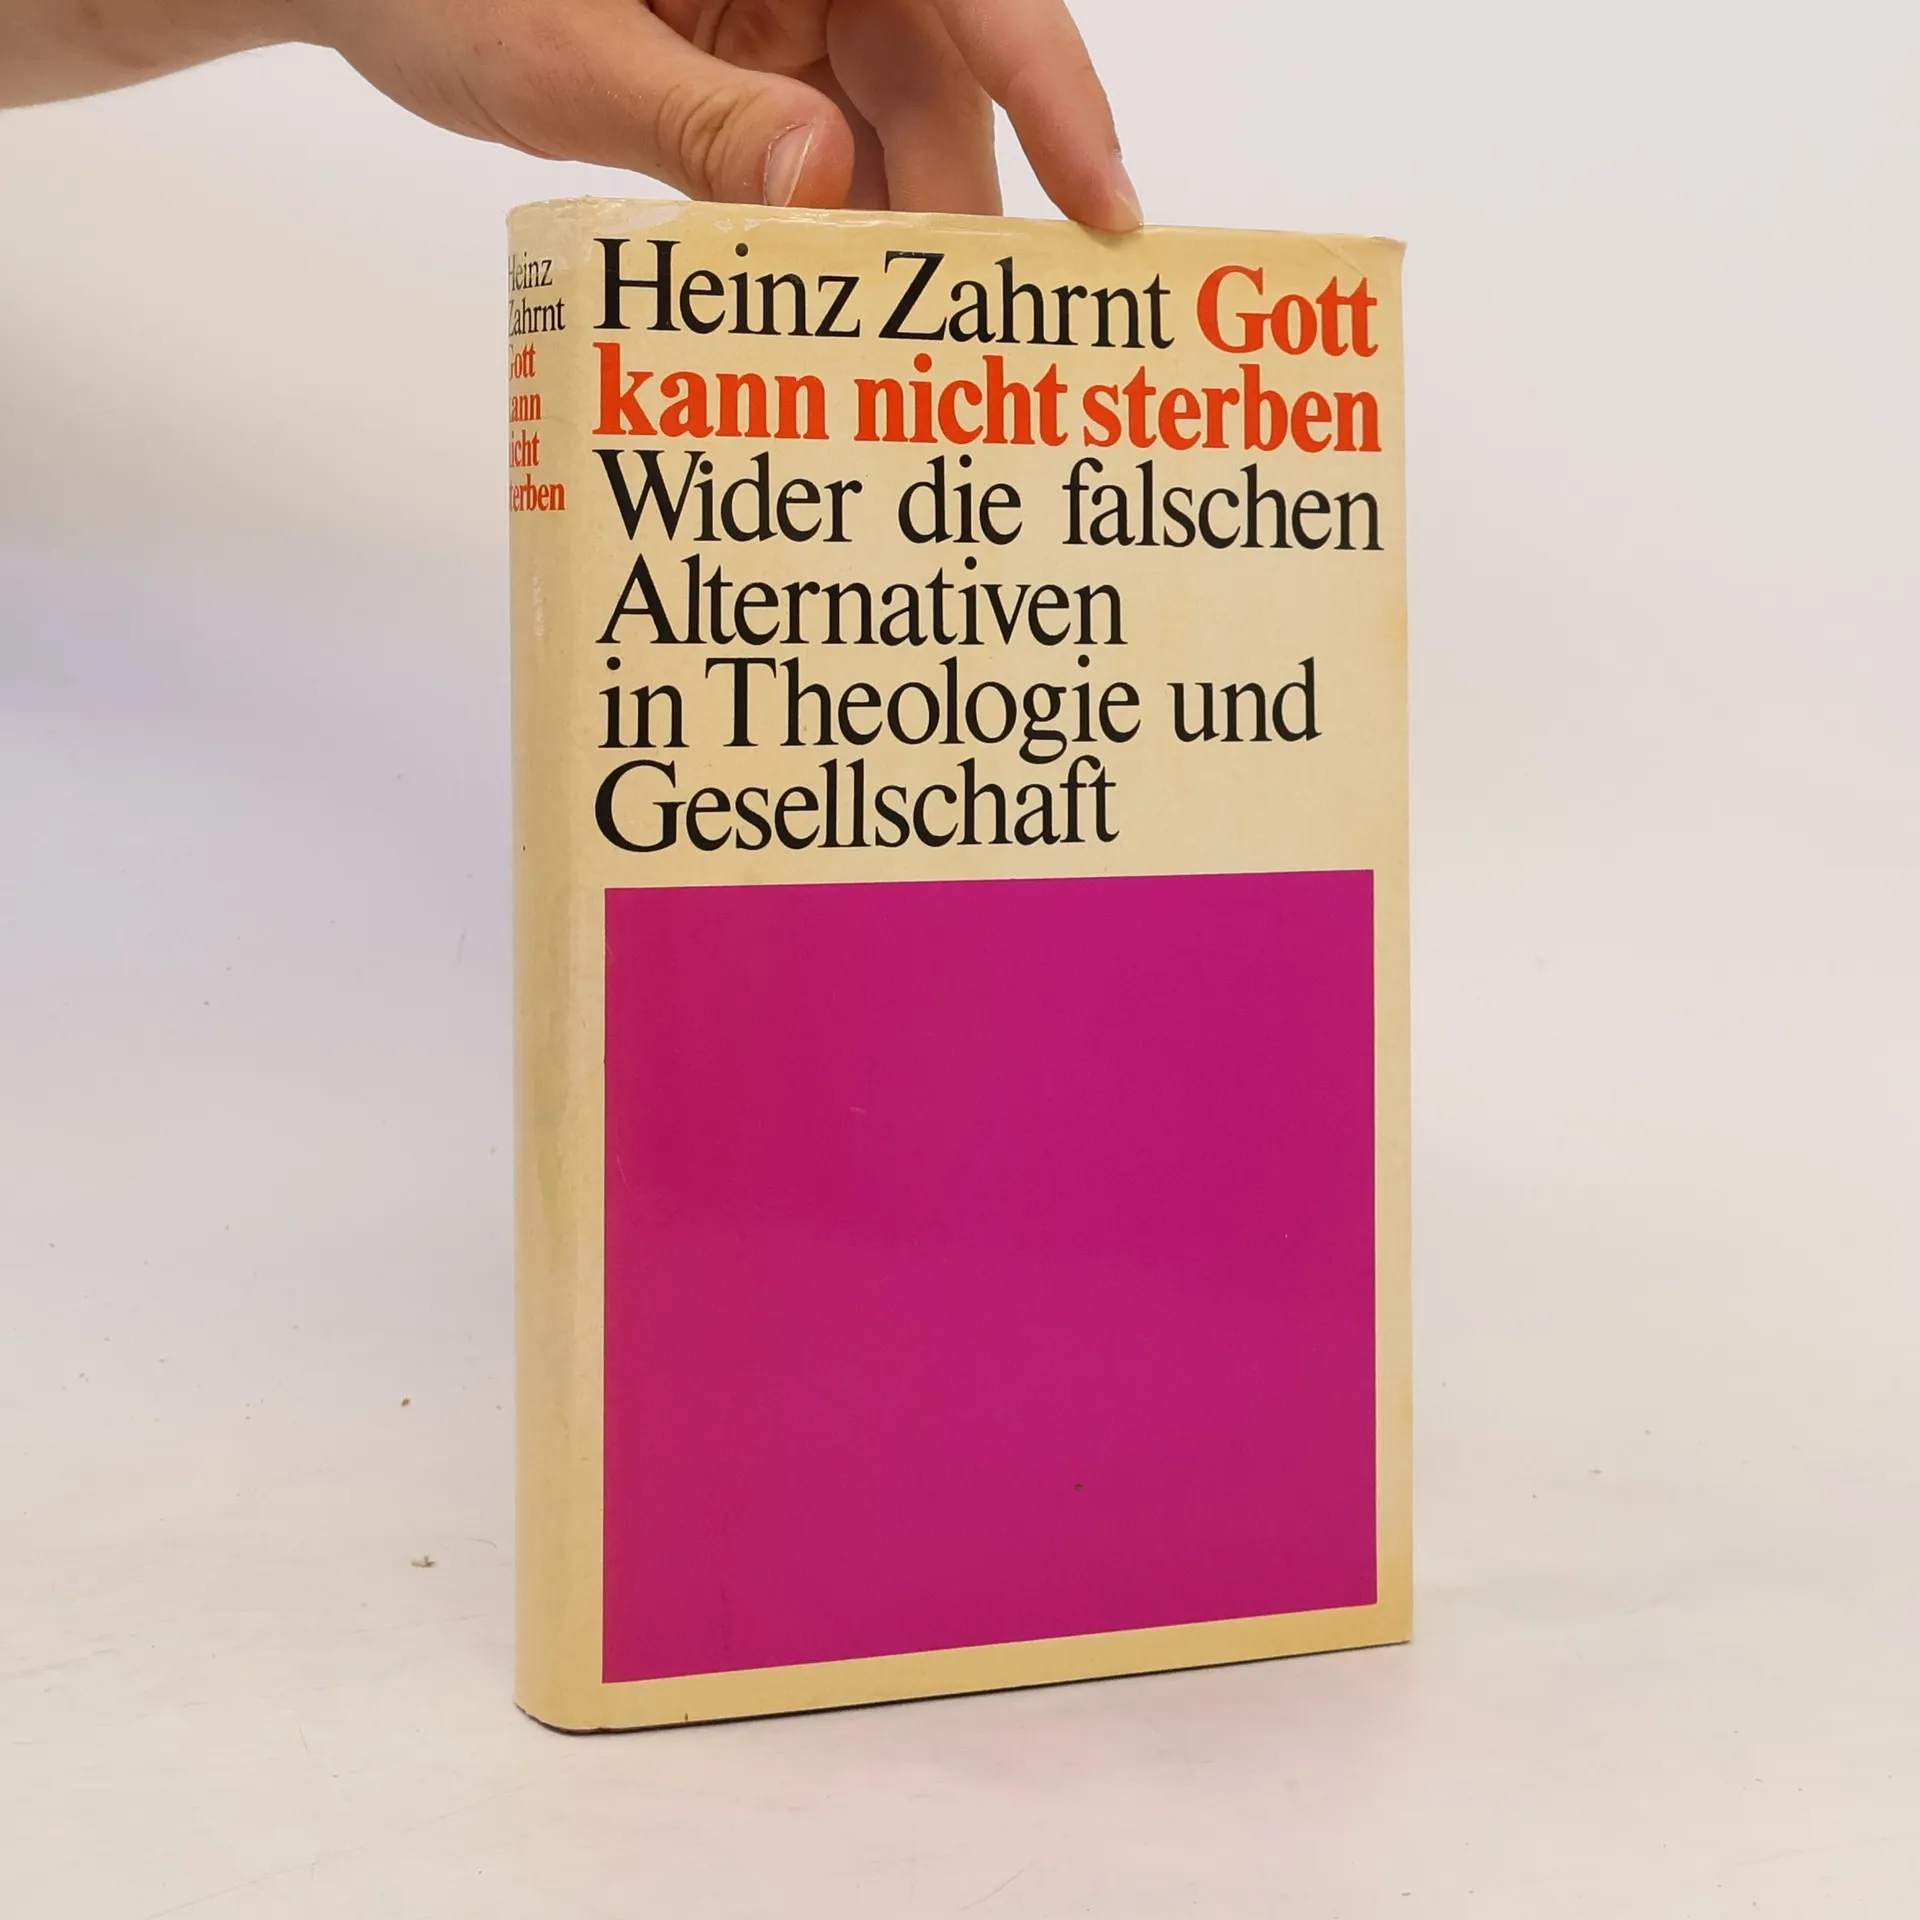 Heinz
Zahrnt
Gott
kann
nicht
sterben
Heinz Zahrnt Gott
kann nicht sterben
Wider die falschen
Alternativen
in Theologie und
Gesellschaft